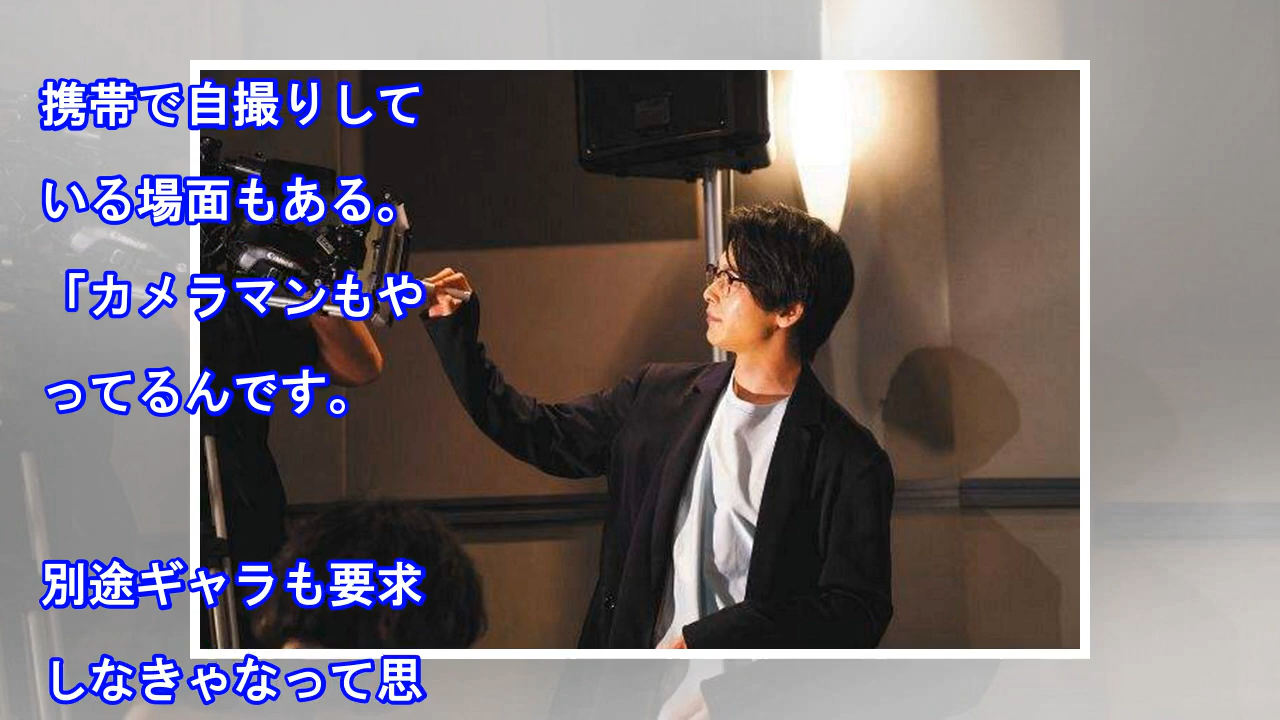 携帯で自撮りして
いる場面もある。
「カメラマンもや
ってるんです。
別途ギャラも要求
しなきゃなって思
Canon